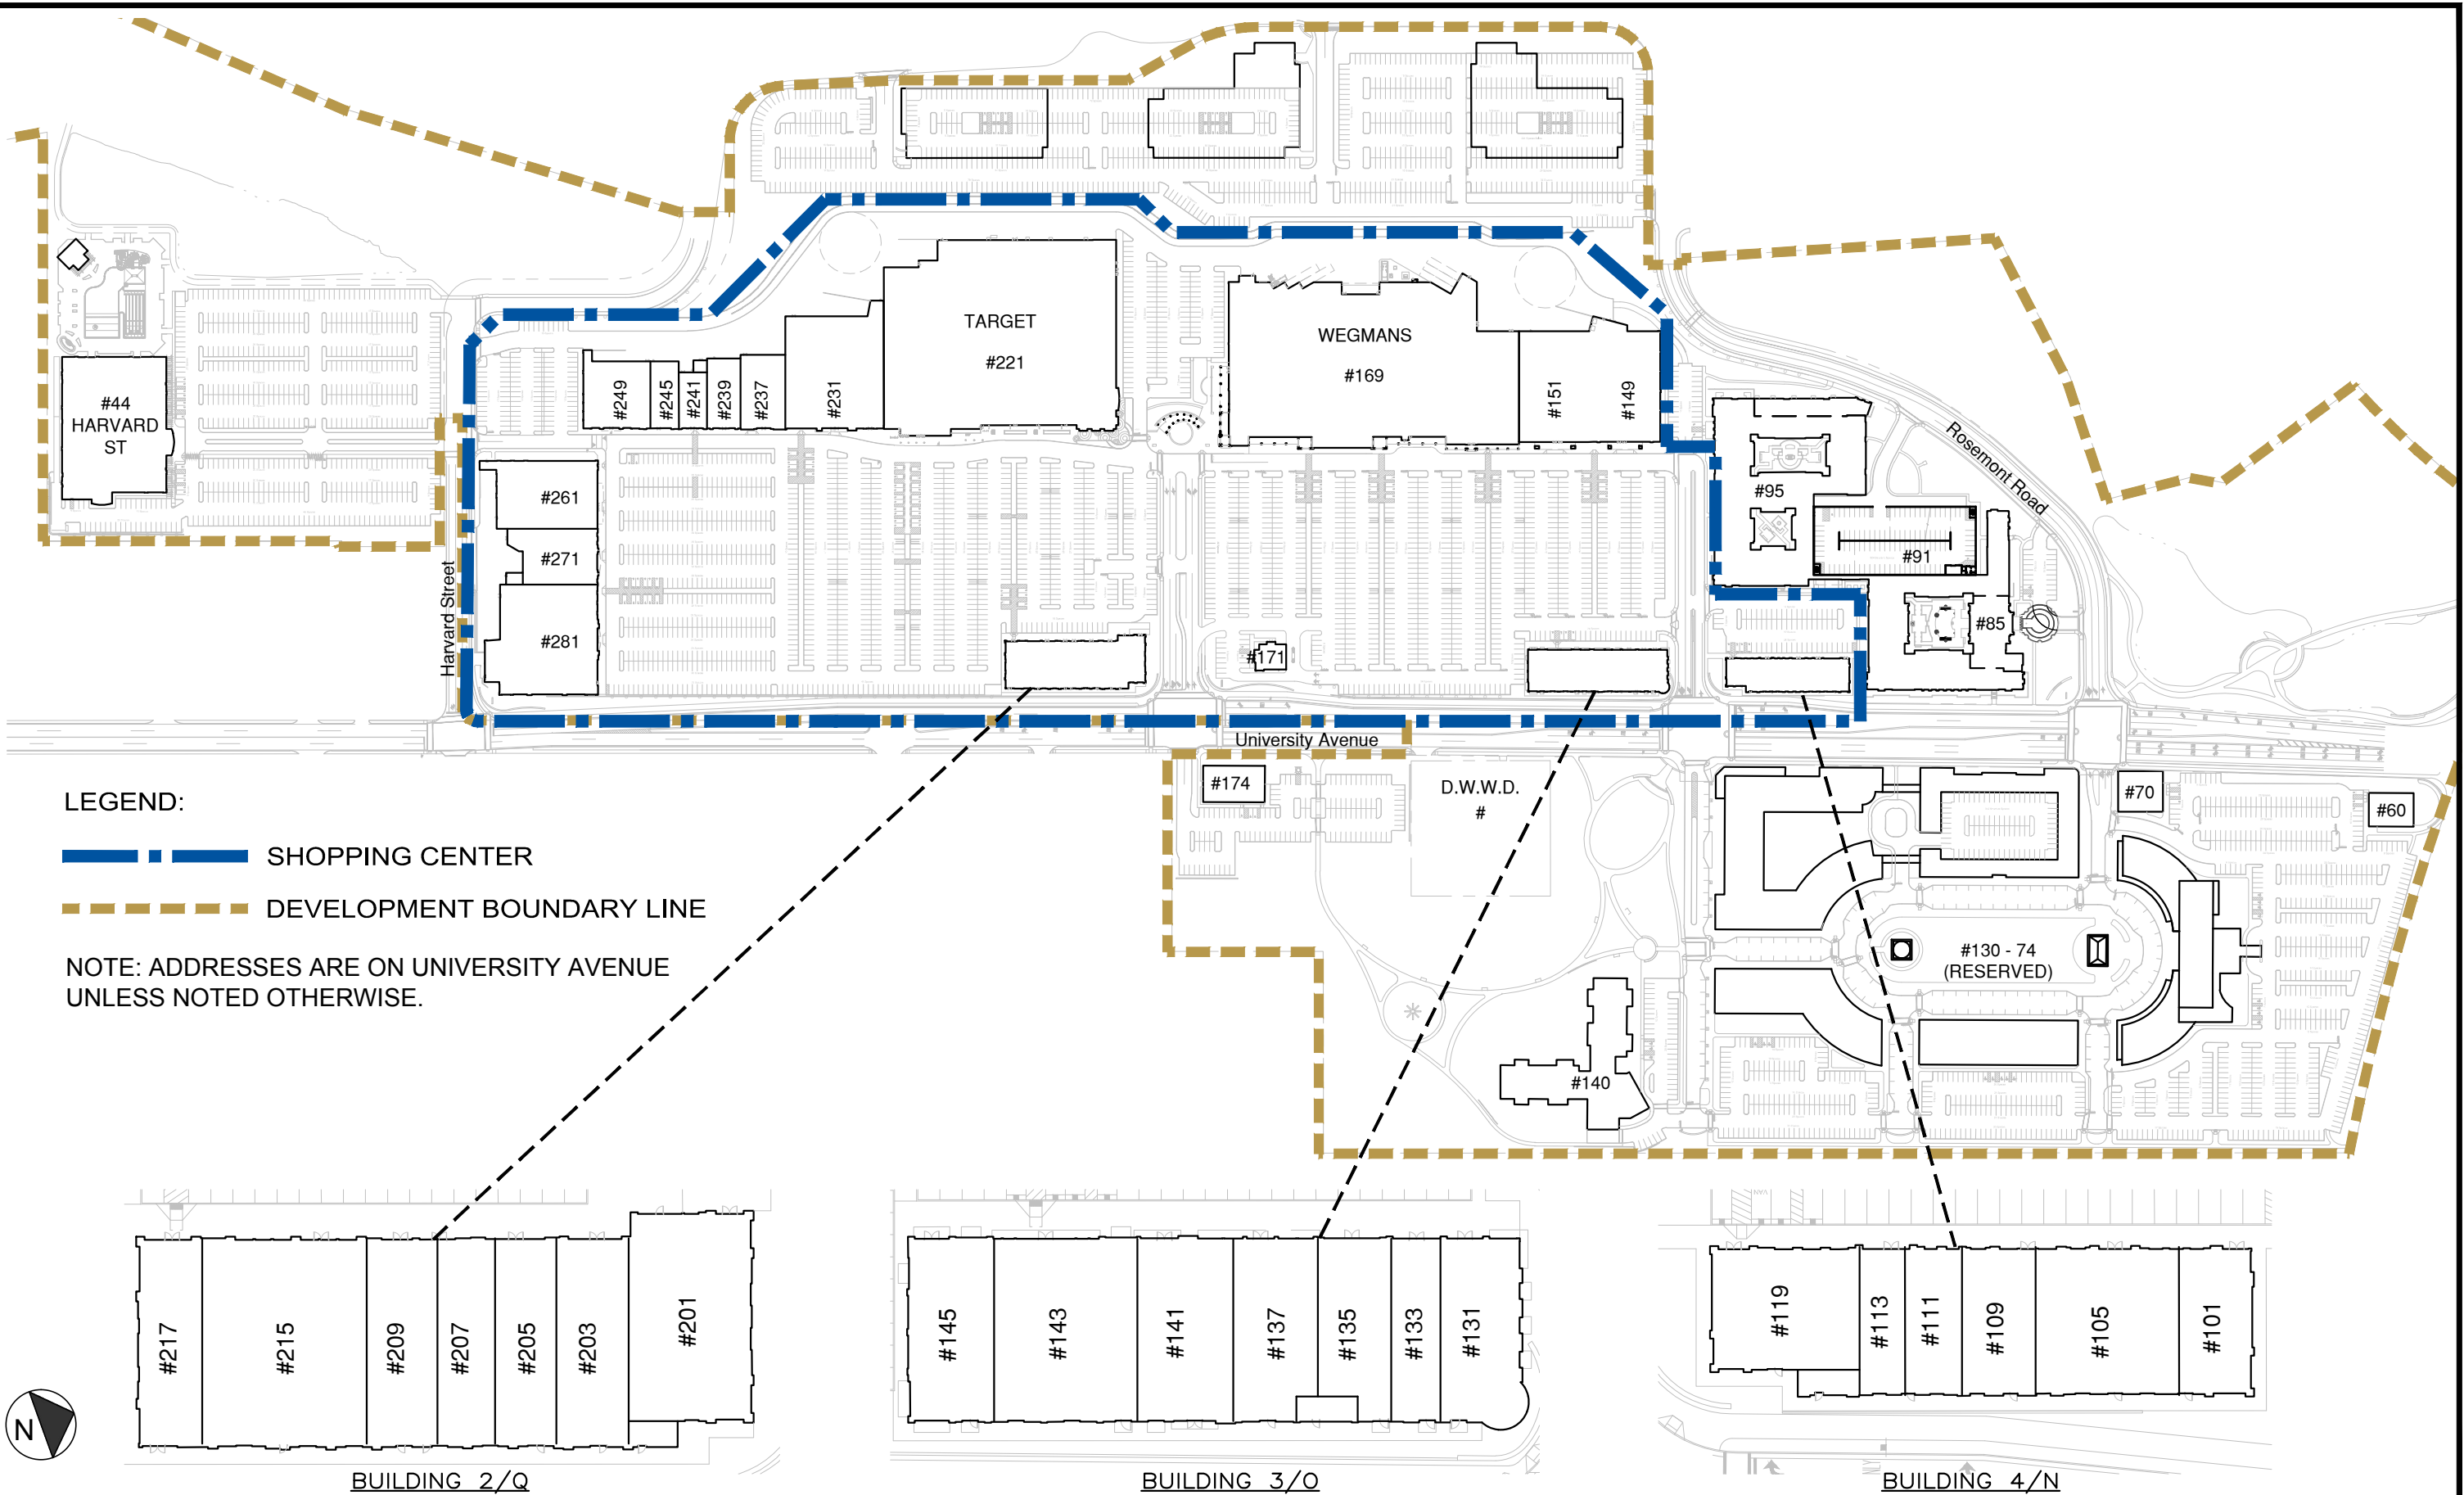 TARGET
#221
WEGMANS
#169
#249
#245
#241
#239
#237
#231
#151
#149
#44
HARVARD
ST
#261
#271
#281
Harvard Street
#171
#95
#91
#85
Rosemont Road
University Avenue
#174
D.W.W.D.
#
#70
#60
#130 - 74
(RESERVED)
#140
LEGEND:
SHOPPING CENTER
DEVELOPMENT BOUNDARY LINE
NOTE: ADDRESSES ARE ON UNIVERSITY AVENUE
UNLESS NOTED OTHERWISE.
N
#217
#215
#209
#207
#205
#203
#201
BUILDING 2/Q
#145
#143
#141
#137
#135
#133
#131
BUILDING 3/O
#119
#113
#111
#109
#105
#101
BUILDING 4/N